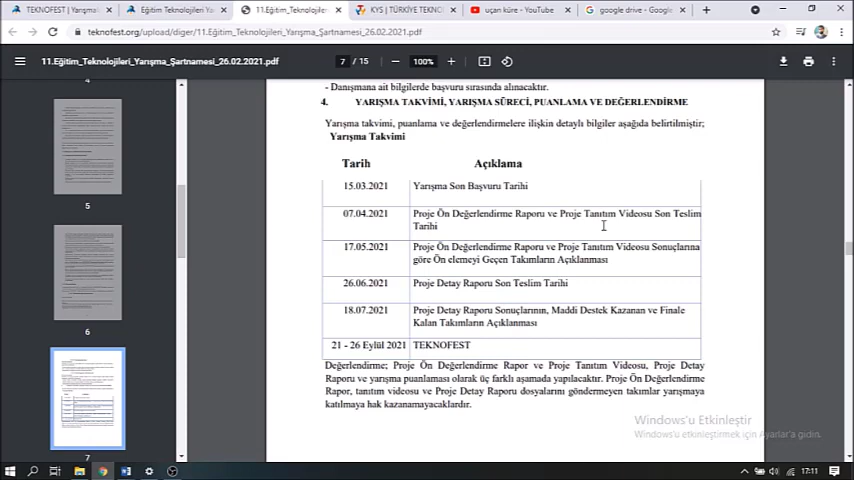 TEKNOFEST | Yarışma
Eğitim Teknolojileri Ya
11.Eğitim_Teknolojileri_
KYS | TÜRKİYE TEKNO
uçan küre - YouTube
google drive - Google
teknofest.org/upload/diger/11.Eğitim_Teknolojileri_Yarışma_Şartnamesi_26.02.2021.pdf
11.Eğitim_Teknolojileri_Yarışma_Şartnamesi_26.02.2021.pdf
7 / 15
100%
- Danışmana ait bilgilerde başvuru sırasında alınacaktır.
4. YARIŞMA TAKVİMİ, YARIŞMA SÜRECİ, PUANLAMA VE DEĞERLENDİRME
Yarışma takvimi, puanlama ve değerlendirmelere ilişkin detaylı bilgiler aşağıda belirtilmiştir;
Yarışma Takvimi
Tarih Açıklama
15.03.2021 Yarışma Son Başvuru Tarihi
07.04.2021 Proje Ön Değerlendirme Raporu ve Proje Tanıtım Videosu Son Teslim
Tarihi
17.05.2021 Proje Ön Değerlendirme Raporu ve Proje Tanıtım Videosu Sonuçlarına
göre Ön elemeyi Geçen Takımların Açıklanması
26.06.2021 Proje Detay Raporu Son Teslim Tarihi
18.07.2021 Proje Detay Raporu Sonuçlarının, Maddi Destek Kazanan ve Finale
Kalan Takımların Açıklanması
21 - 26 Eylül 2021 TEKNOFEST
Değerlendirme; Proje Ön Değerlendirme Rapor ve Proje Tanıtım Videosu, Proje Detay
Raporu ve yarışma puanlaması olarak üç farklı aşamada yapılacaktır. Proje Ön Değerlendirme
Rapor, tanıtım videosu ve Proje Detay Raporu dosyalarını göndermeyen takımlar yarışmaya
katılmaya hak kazanamayacaklardır.
4
5
6
7
Windows'u Etkinleştir
Windows'u etkinleştirmek için Ayarlar'a gidin.
17:11